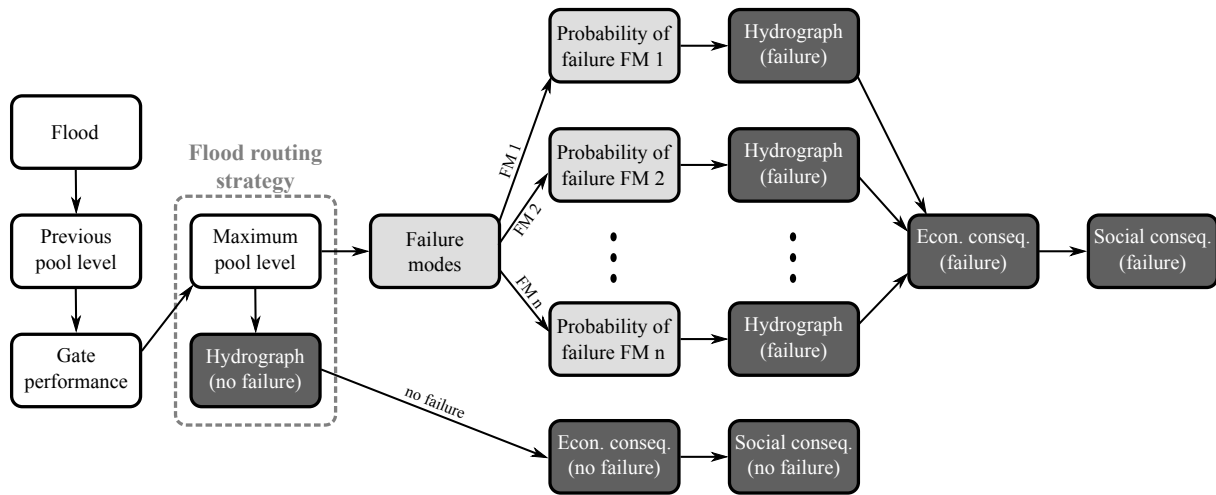 Flood
Previous
pool level
Gate
performance
Flood routing
strategy
Maximum
pool level
Hydrograph
(no failure)
Failure
modes
FM 1
FM 2
FM n
no failure
Probability of
failure FM 1
Hydrograph
(failure)
Probability of
failure FM 2
Hydrograph
(failure)
Probability of
failure FM n
Hydrograph
(failure)
Econ. conseq.
(failure)
Social conseq.
(failure)
Econ. conseq.
(no failure)
Social conseq.
(no failure)